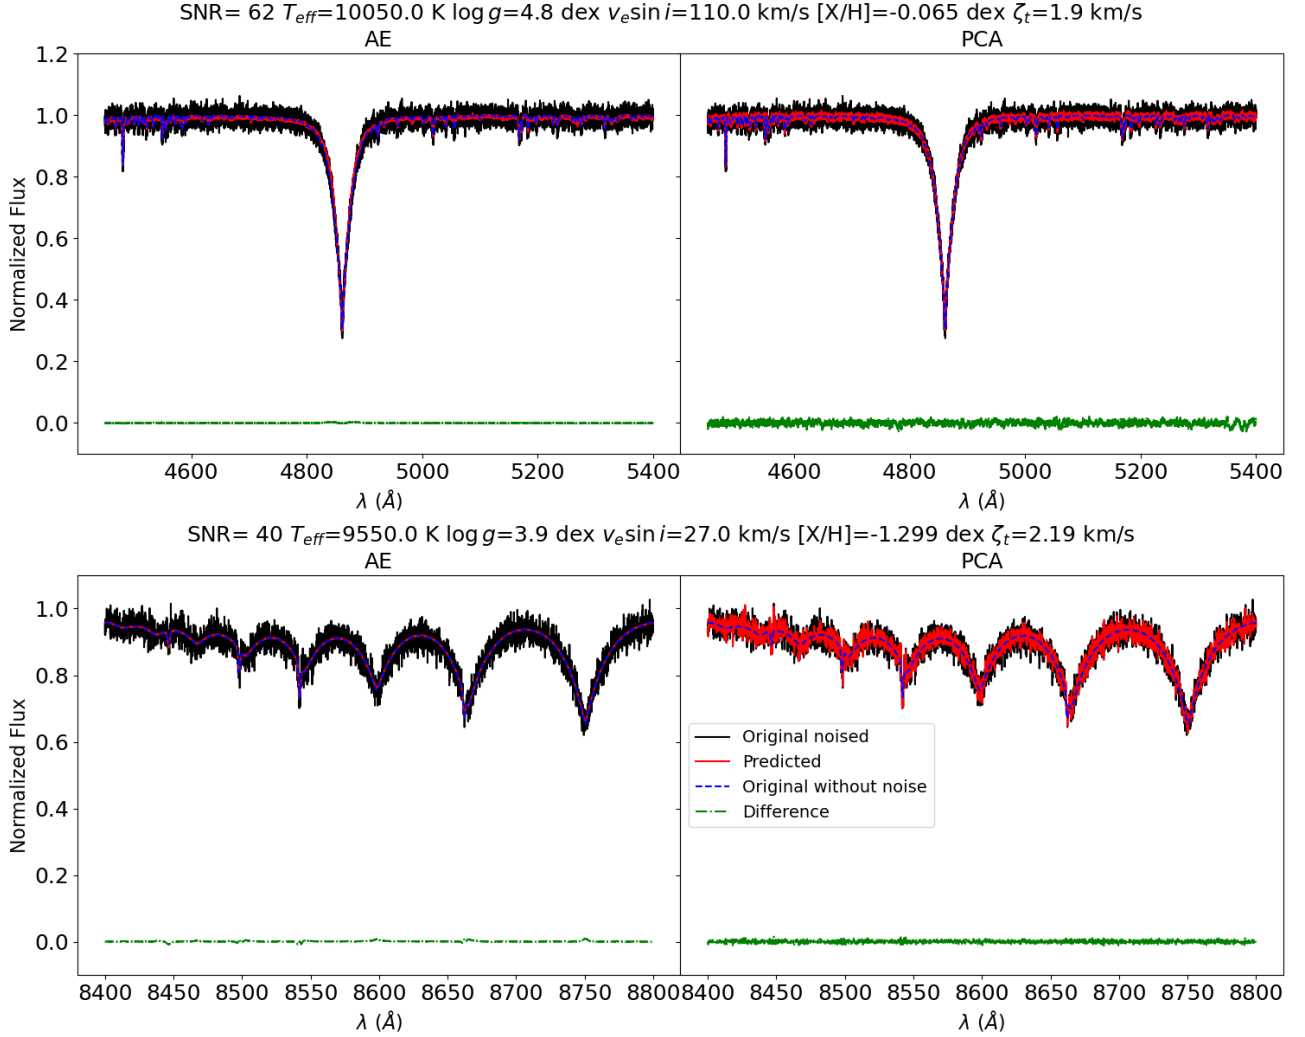 SNR= 62 T_eff=10050.0 K log g=4.8 dex v_e sin i=110.0 km/s [X/H]=-0.065 dex ζ_t=1.9 km/s
AE PCA
1.2
1.0
0.8
0.6
0.4
0.2
0.0
Normalized Flux
4600 4800 5000 5200 5400 4600 4800 5000 5200 5400
λ (Å) λ (Å)
SNR= 40 T_eff=9550.0 K log g=3.9 dex v_e sin i=27.0 km/s [X/H]=-1.299 dex ζ_t=2.19 km/s
AE PCA
1.0
0.8
0.6
0.4
0.2
0.0
Normalized Flux
Original noised
Predicted
Original without noise
Difference
8400 8450 8500 8550 8600 8650 8700 8750 8800 8400 8450 8500 8550 8600 8650 8700 8750 8800
λ (Å) λ (Å)